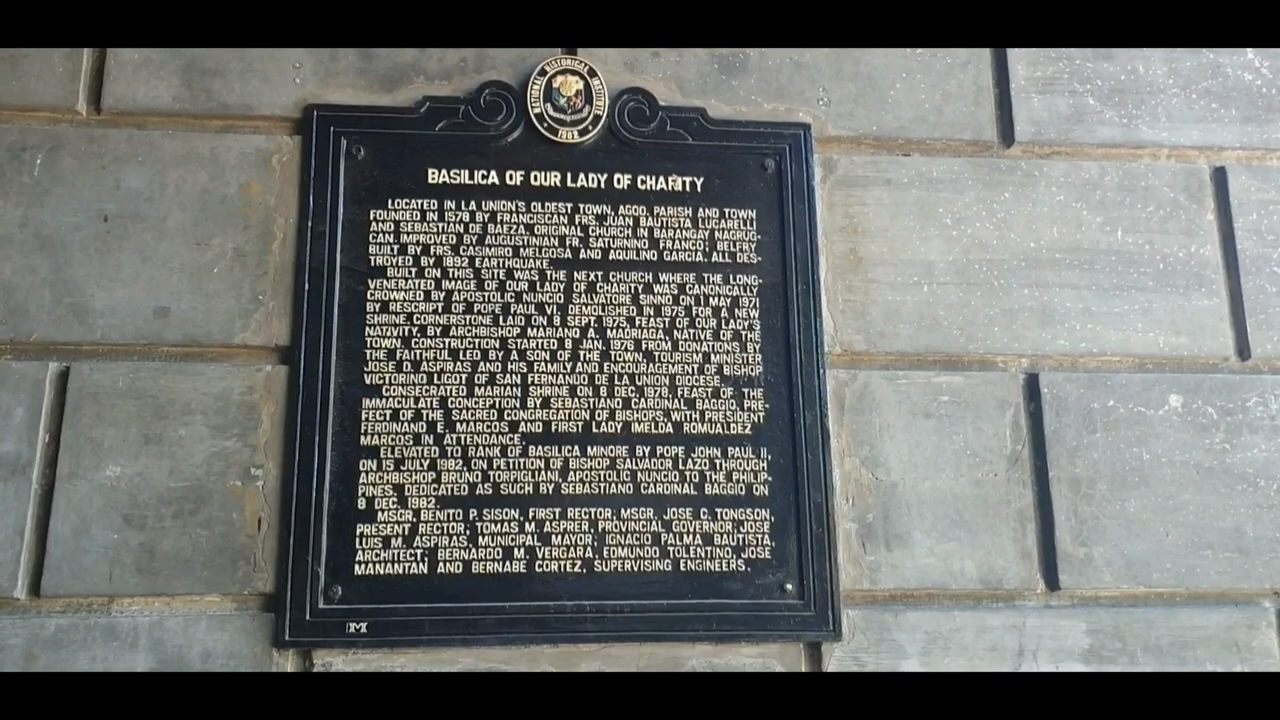 NATIONAL HISTORICAL INSTITUTE
1982
BASILICA OF OUR LADY OF CHARITY
LOCATED IN LA UNION'S OLDEST TOWN, AGOO. PARISH AND TOWN
FOUNDED IN 1578 BY FRANCISCAN FRS. JUAN BAUTISTA LUCARELLI
AND SEBASTIAN DE BAEZA. ORIGINAL CHURCH IN BARANGAY NAGRUG-
CAN. IMPROVED BY AUGUSTINIAN FR. SATURNINO FRANCO; BELFRY
BUILT BY FRS. CASIMIRO MELGOSA AND AQUILINO GARCIA. ALL DES-
TROYED BY 1892 EARTHQUAKE.
BUILT ON THIS SITE WAS THE NEXT CHURCH WHERE THE LONG-
VENERATED IMAGE OF OUR LADY OF CHARITY WAS CANONICALLY
CROWNED BY APOSTOLIC NUNCIO SALVATORE SINNO ON 1 MAY 1971
BY RESCRIPT OF POPE PAUL VI. DEMOLISHED IN 1975 FOR A NEW
SHRINE. CORNERSTONE LAID ON 8 SEPT. 1975, FEAST OF OUR LADY'S
NATIVITY, BY ARCHBISHOP MARIANO A. MADRIAGA, NATIVE OF THE
TOWN. CONSTRUCTION STARTED 8 JAN. 1976 FROM DONATIONS BY
THE FAITHFUL LED BY A SON OF THE TOWN, TOURISM MINISTER
JOSE D. ASPIRAS AND HIS FAMILY AND ENCOURAGEMENT OF BISHOP
VICTORINO LIGOT OF SAN FERNANDO DE LA UNION DIOCESE.
CONSECRATED MARIAN SHRINE ON 8 DEC. 1978, FEAST OF THE
IMMACULATE CONCEPTION BY SEBASTIANO CARDINAL BAGGIO, PRE-
FECT OF THE SACRED CONGREGATION OF BISHOPS, WITH PRESIDENT
FERDINAND E. MARCOS AND FIRST LADY IMELDA ROMUALDEZ
MARCOS IN ATTENDANCE.
ELEVATED TO RANK OF BASILICA MINORE BY POPE JOHN PAUL II,
ON 15 JULY 1982, ON PETITION OF BISHOP SALVADOR LAZO THROUGH
ARCHBISHOP BRUNO TORPIGLIANI, APOSTOLIC NUNCIO TO THE PHILIP-
PINES. DEDICATED AS SUCH BY SEBASTIANO CARDINAL BAGGIO ON
8 DEC. 1982.
MSGR. BENITO P. SISON, FIRST RECTOR; MSGR. JOSE C. TONGSON,
PRESENT RECTOR; TOMAS M. ASPRER, PROVINCIAL GOVERNOR; JOSE
LUIS M. ASPIRAS, MUNICIPAL MAYOR; IGNACIO PALMA BAUTISTA,
ARCHITECT; BERNARDO M. VERGARA, EDMUNDO TOLENTINO, JOSE
MANANTAN AND BERNABE CORTEZ, SUPERVISING ENGINEERS.